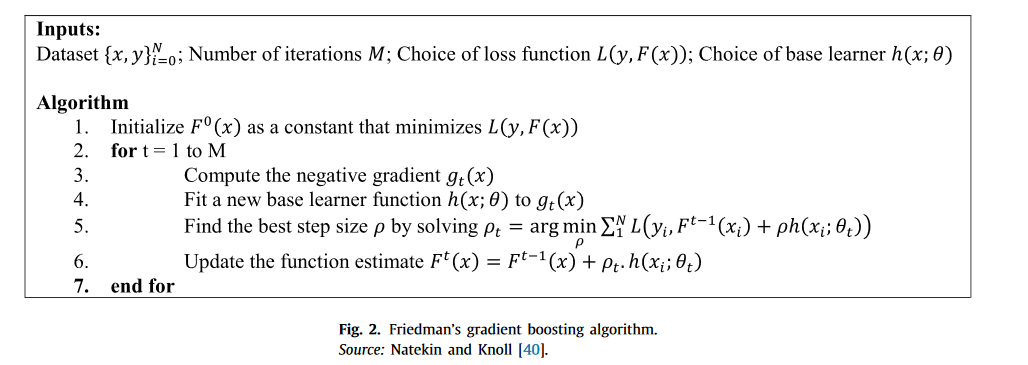 Inputs:
Dataset {x, y}ᴺᵢ₌₀; Number of iterations M; Choice of loss function L(y, F(x)); Choice of base learner h(x; θ)
Algorithm
1. Initialize F⁰(x) as a constant that minimizes L(y, F(x))
2. for t = 1 to M
3. Compute the negative gradient gₜ(x)
4. Fit a new base learner function h(x; θ) to gₜ(x)
5. Find the best step size ρ by solving ρₜ = arg min_ρ Σ₁ᴺ L(yᵢ, Fᵗ⁻¹(xᵢ) + ρh(xᵢ; θₜ))
6. Update the function estimate Fᵗ(x) = Fᵗ⁻¹(x) + ρₜ. h(xᵢ; θₜ)
7. end for
Fig. 2. Friedman's gradient boosting algorithm.
Source: Natekin and Knoll [40].